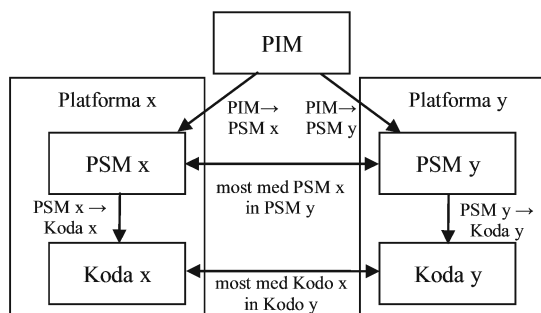 PIM
Platforma x
Platforma y
PIM→
PSM x
PIM→
PSM y
PSM x
PSM y
most med PSM x
in PSM y
PSM x →
Koda x
PSM y →
Koda y
Koda x
Koda y
most med Kodo x
in Kodo y